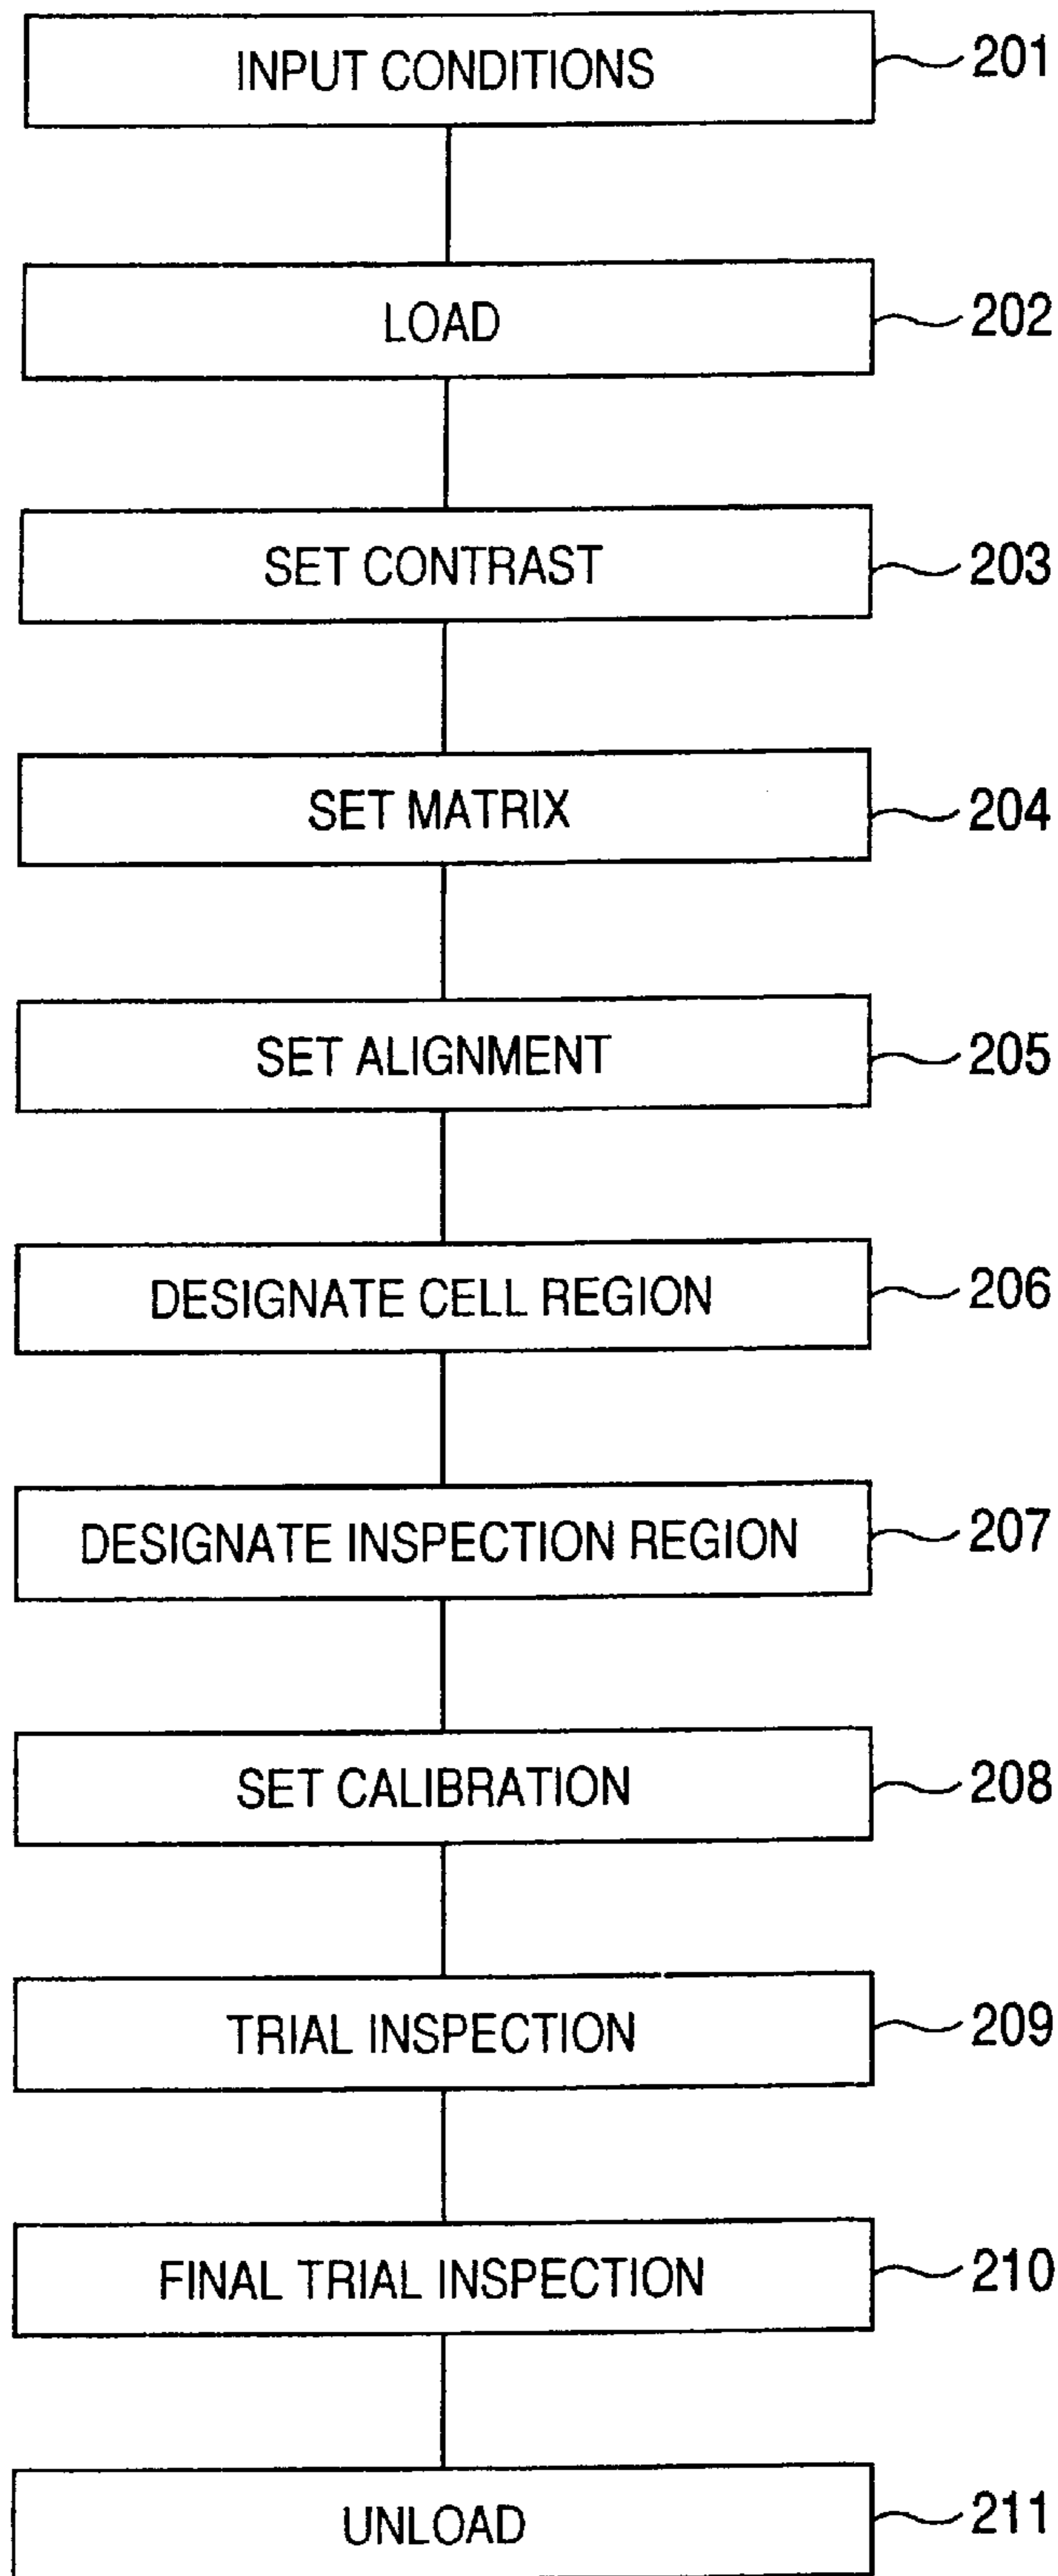 INPUT CONDITIONS 201
LOAD 202
SET CONTRAST 203
SET MATRIX 204
SET ALIGNMENT 205
DESIGNATE CELL REGION 206
DESIGNATE INSPECTION REGION 207
SET CALIBRATION 208
TRIAL INSPECTION 209
FINAL TRIAL INSPECTION 210
UNLOAD 211